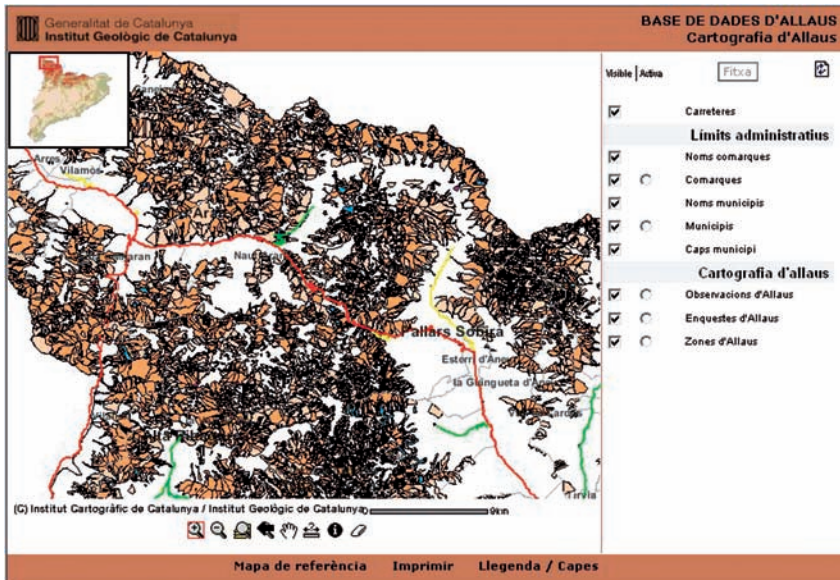 Generalitat de Catalunya
Institut Geològic de Catalunya
BASE DE DADES D'ALLAUS
Cartografia d'Allaus
Visible | Activa
Fitxa
Carreteres
Límits administratius
Noms comarques
Comarques
Noms municipis
Municipis
Caps municipi
Cartografia d'allaus
Observacions d'Allaus
Enquestes d'Allaus
Zones d'Allaus
Arres
Vilamòs
Pallars Sobirà
Esterri d'Àneu
la Guingueta d'Àneu
Tírvia
(C) Institut Cartogràfic de Catalunya / Institut Geològic de Catalunya
0
9km
Mapa de referència
Imprimir
Llegenda / Capes